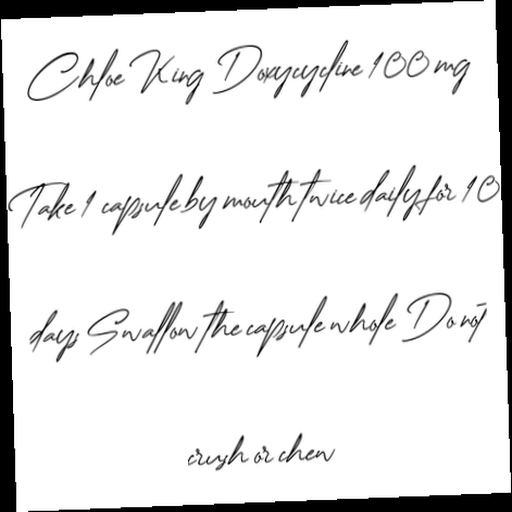 Chloe King Doxycycline 100 mg
Take 1 capsule by mouth twice daily for 10
days Swallow the capsule whole Do not
crush or chew